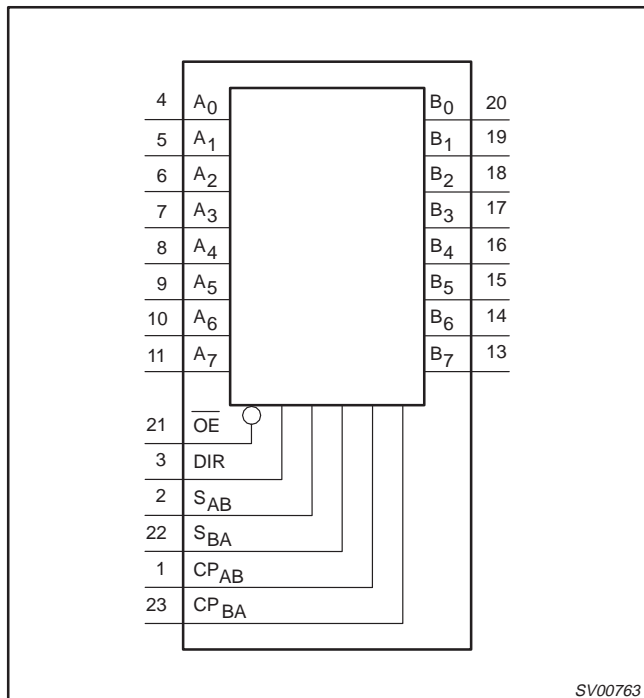 4 A0 B0 20
5 A1 B1 19
6 A2 B2 18
7 A3 B3 17
8 A4 B4 16
9 A5 B5 15
10 A6 B6 14
11 A7 B7 13
21 O̅E̅
3 DIR
2 SAB
22 SBA
1 CPAB
23 CPBA
SV00763